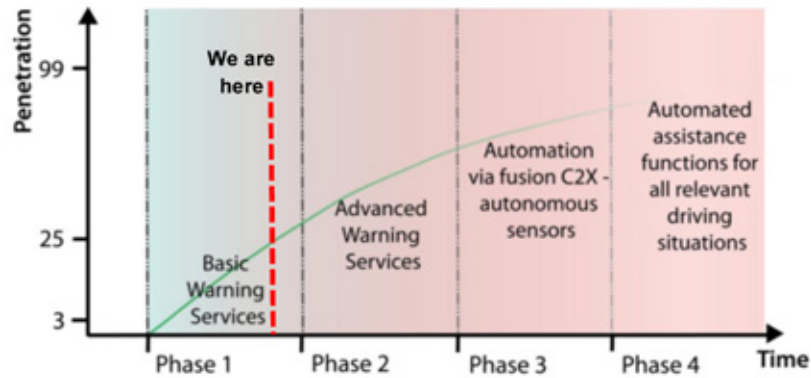 Penetration
99
25
3
We are
here
Basic
Warning
Services
Advanced
Warning
Services
Automation
via fusion C2X -
autonomous
sensors
Automated
assistance
functions for
all relevant
driving
situations
Phase 1
Phase 2
Phase 3
Phase 4
Time